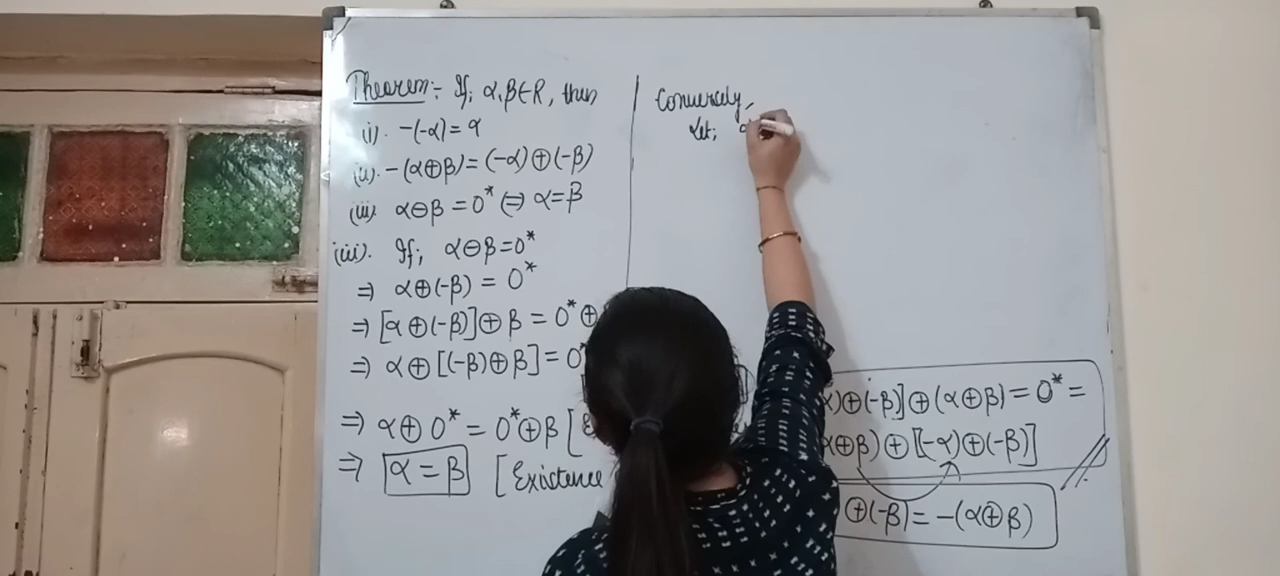 Theorem:- If; α,β∈R, then
(i). -(-α)=α
(ii). -(α⊕β)=(-α)⊕(-β)
(iii). α⊖β=0* ⇔ α=β
(iii). If; α⊖β=0*
⇒ α⊕(-β) = 0*
⇒ [α⊕(-β)]⊕β = 0*⊕
⇒ α⊕[(-β)⊕β]=0
⇒ α⊕0* = 0*⊕β [
⇒ α=β [Existence
Conversely,
Let;
)⊕(-β)]⊕(α⊕β)=0*=
⊕β)⊕[(-α)⊕(-β)]
⊕(-β)=-(α⊕β)